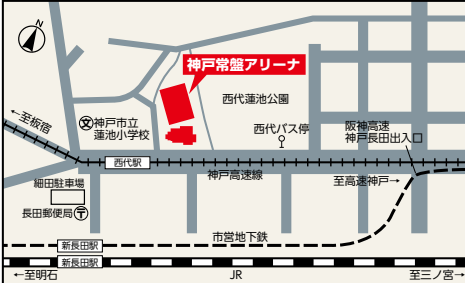 N
神戸常盤アリーナ
西代蓮池公園
神戸市立
蓮池小学校
文
←至板宿
西代バス停
阪神高速
神戸長田出入口
西代駅
神戸高速線
至高速神戸→
細田駐車場
長田郵便局〒
市営地下鉄
新長田駅
新長田駅
←至明石
JR
至三ノ宮→